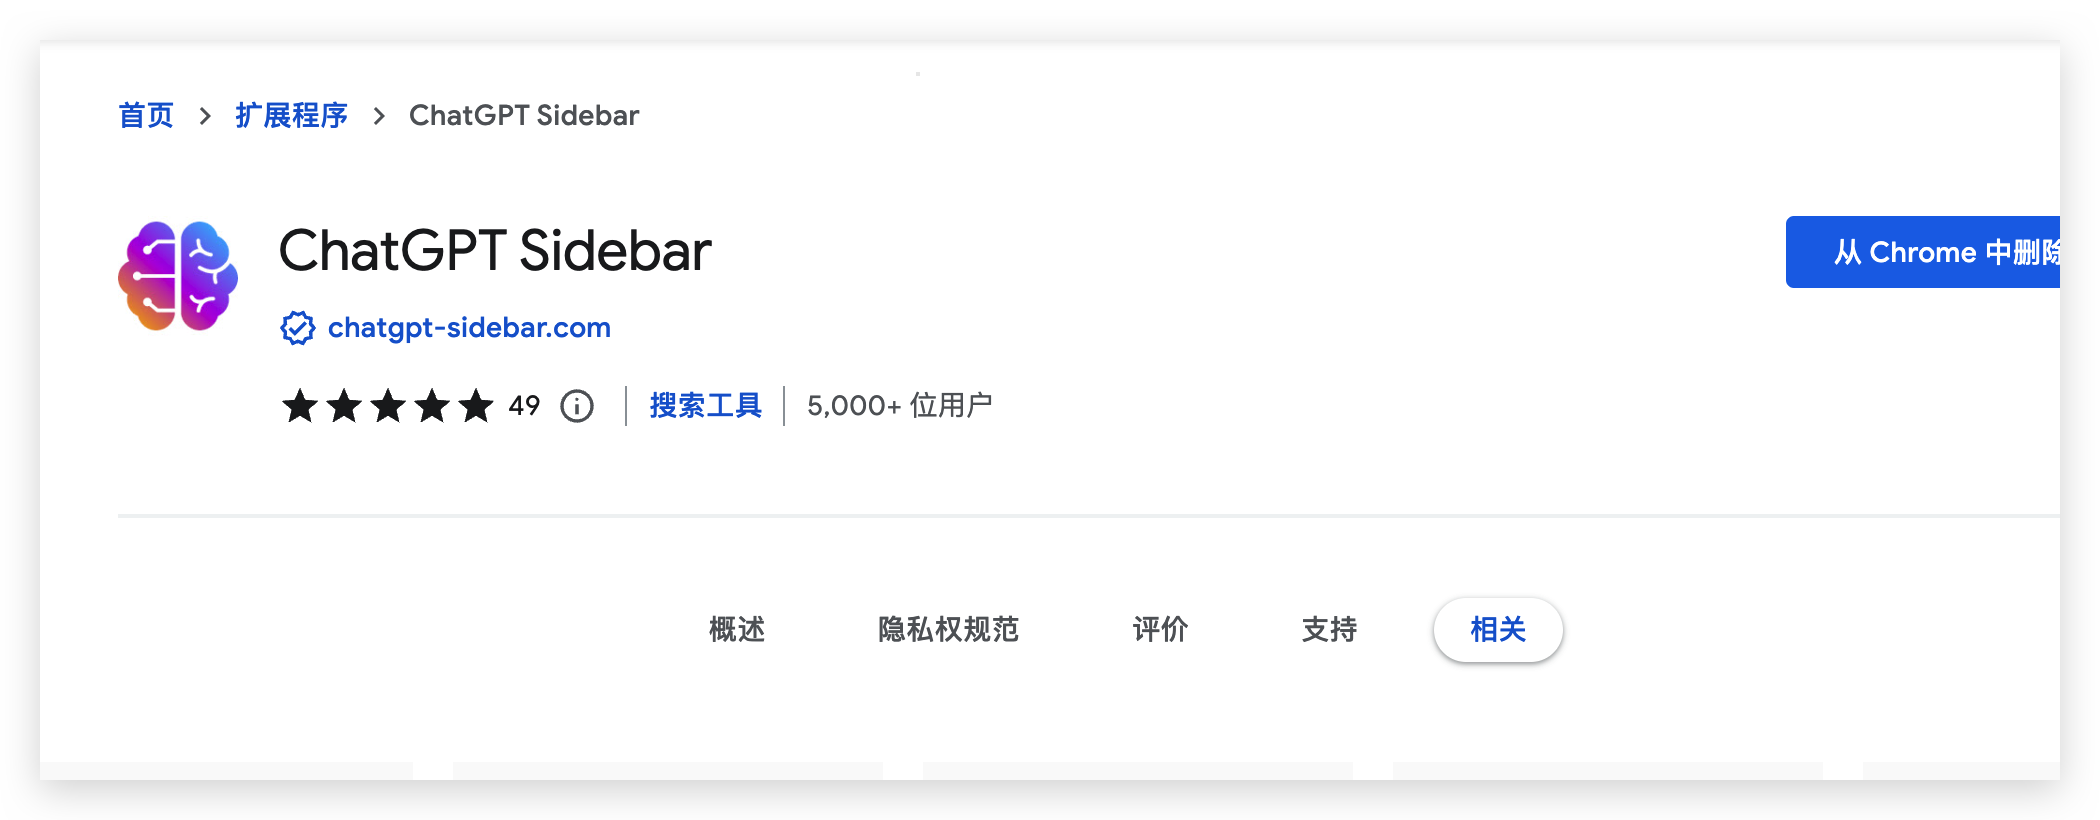 首页 > 扩展程序 > ChatGPT Sidebar
ChatGPT Sidebar
从 Chrome 中删除
chatgpt-sidebar.com
49 搜索工具 5,000+ 位用户
概述 隐私权规范 评价 支持 相关